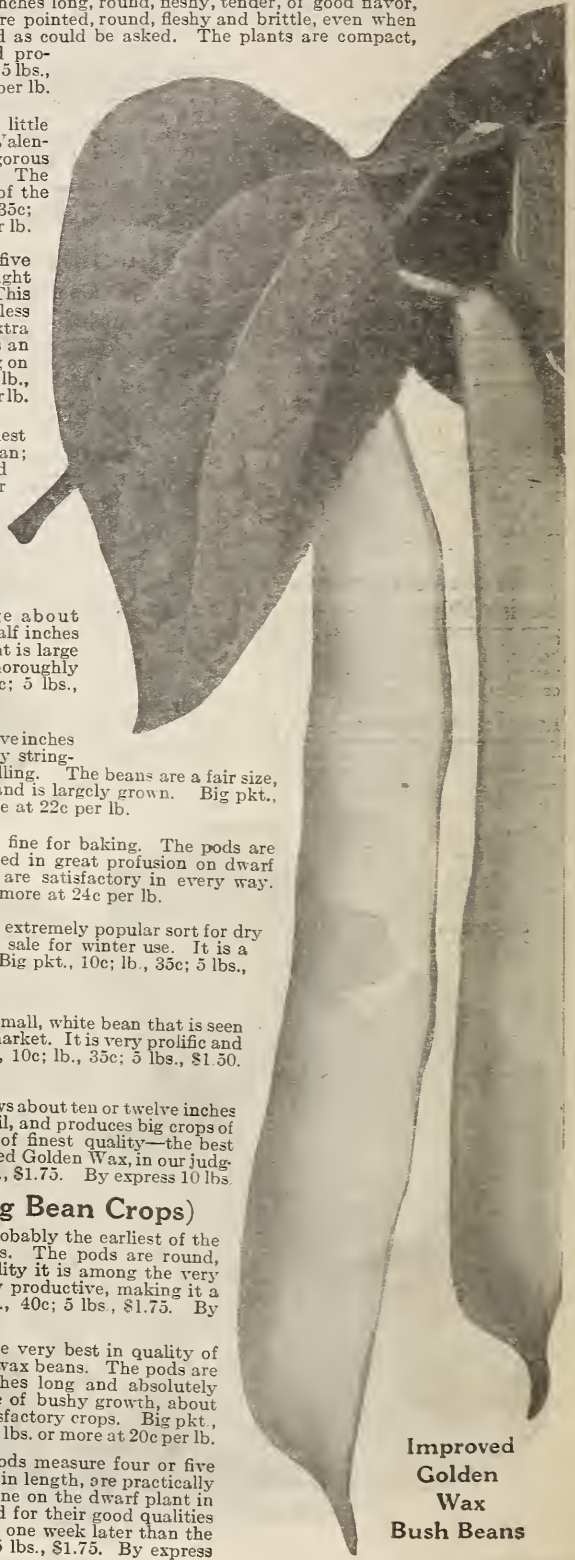 nches long, round, fleshy, tender, of good flavor,
re pointed, round, fleshy and brittle, even when
d as could be asked. The plants are compact,
d pro-
5 lbs.,
per lb.
little
Valen-
gorous
The
of the
35c;
r lb.
five
ght
This
less
xtra
s an
g on
lb.,
r lb.
est
an;
d
r
e about
alf inches
at is large
horoughly
c; 5 lbs.,
ve inches
y string-
lling. The beans are a fair size,
and is largely grown. Big pkt.,
e at 22c per lb.
fine for baking. The pods are
ed in great profusion on dwarf
are satisfactory in every way.
more at 24c per lb.
extremely popular sort for dry
sale for winter use. It is a
Big pkt., 10c; lb., 35c; 5 lbs.,
mall, white bean that is seen
arket. It is very prolific and
, 10c; lb., 35c; 5 lbs., $1.50.
ws about ten or twelve inches
il, and produces big crops of
of finest quality—the best
ed Golden Wax, in our judg-
., $1.75. By express 10 lbs.
g Bean Crops)
obably the earliest of the
s. The pods are round,
lity it is among the very
y productive, making it a
., 40c; 5 lbs., $1.75. By
e very best in quality of
wax beans. The pods are
hes long and absolutely
e of bushy growth, about
sfactory crops. Big pkt.,
lbs. or more at 20c per lb.
ods measure four or five
in length, are practically
ne on the dwarf plant in
d for their good qualities
one week later than the
5 lbs., $1.75. By express
Improved
Golden
Wax
Bush Beans